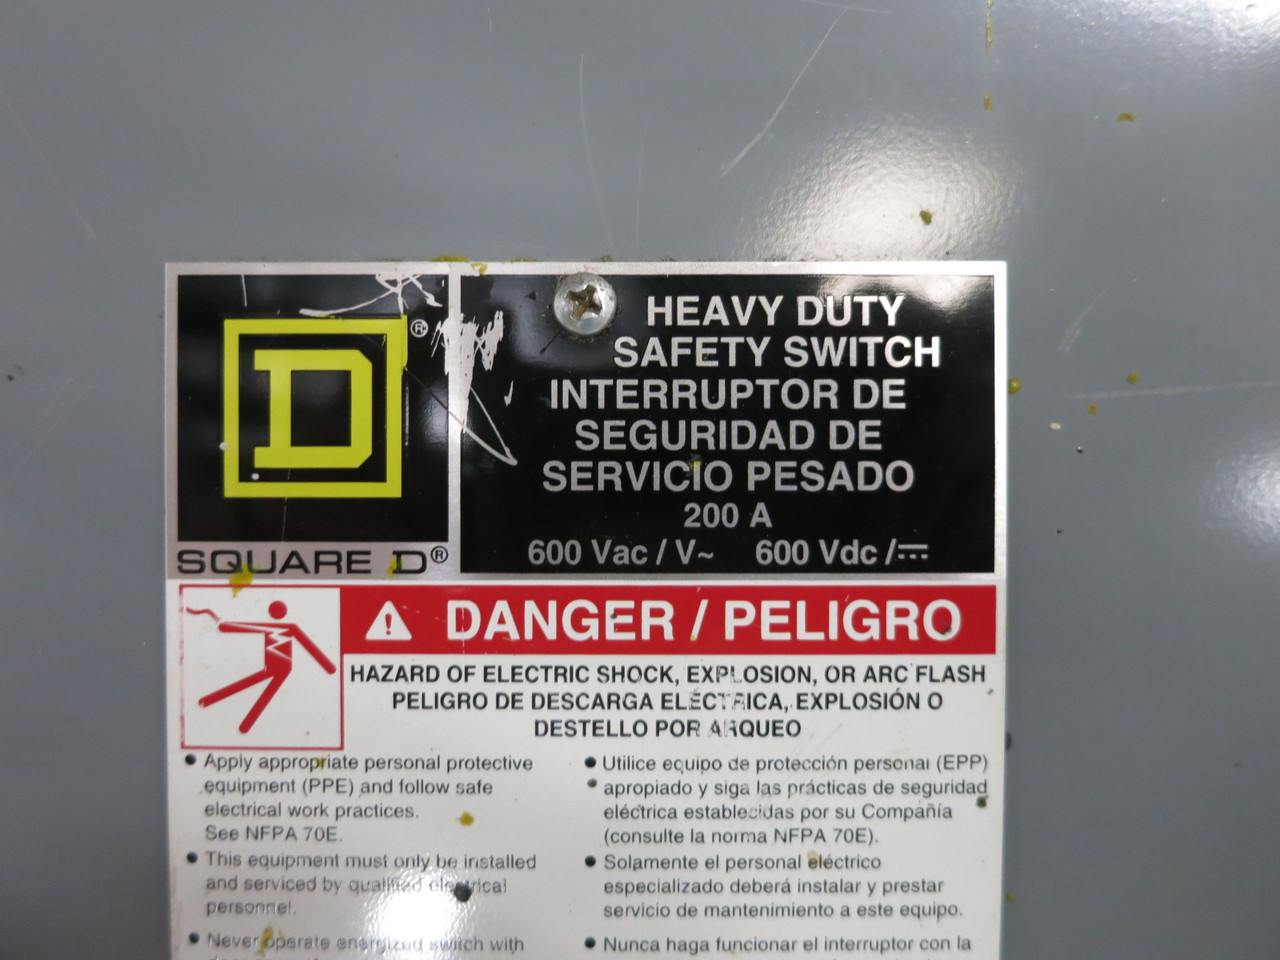 HEAVY DUTY
SAFETY SWITCH
INTERRUPTOR DE
SEGURIDAD DE
SERVICIO PESADO
200 A
600 Vac / V~ 600 Vdc / ⎓
D ®
SQUARE D®
DANGER / PELIGRO
HAZARD OF ELECTRIC SHOCK, EXPLOSION, OR ARC FLASH
PELIGRO DE DESCARGA ELÉCTRICA, EXPLOSIÓN O
DESTELLO POR ARQUEO
• Apply appropriate personal protective
equipment (PPE) and follow safe
electrical work practices.
See NFPA 70E.
• This equipment must only be installed
and serviced by qualified electrical
personnel.
• Never operate energized switch with
• Utilice equipo de protección personal (EPP)
apropiado y siga las prácticas de seguridad
eléctrica establecidas por su Compañía
(consulte la norma NFPA 70E).
• Solamente el personal eléctrico
especializado deberá instalar y prestar
servicio de mantenimiento a este equipo.
• Nunca haga funcionar el interruptor con la